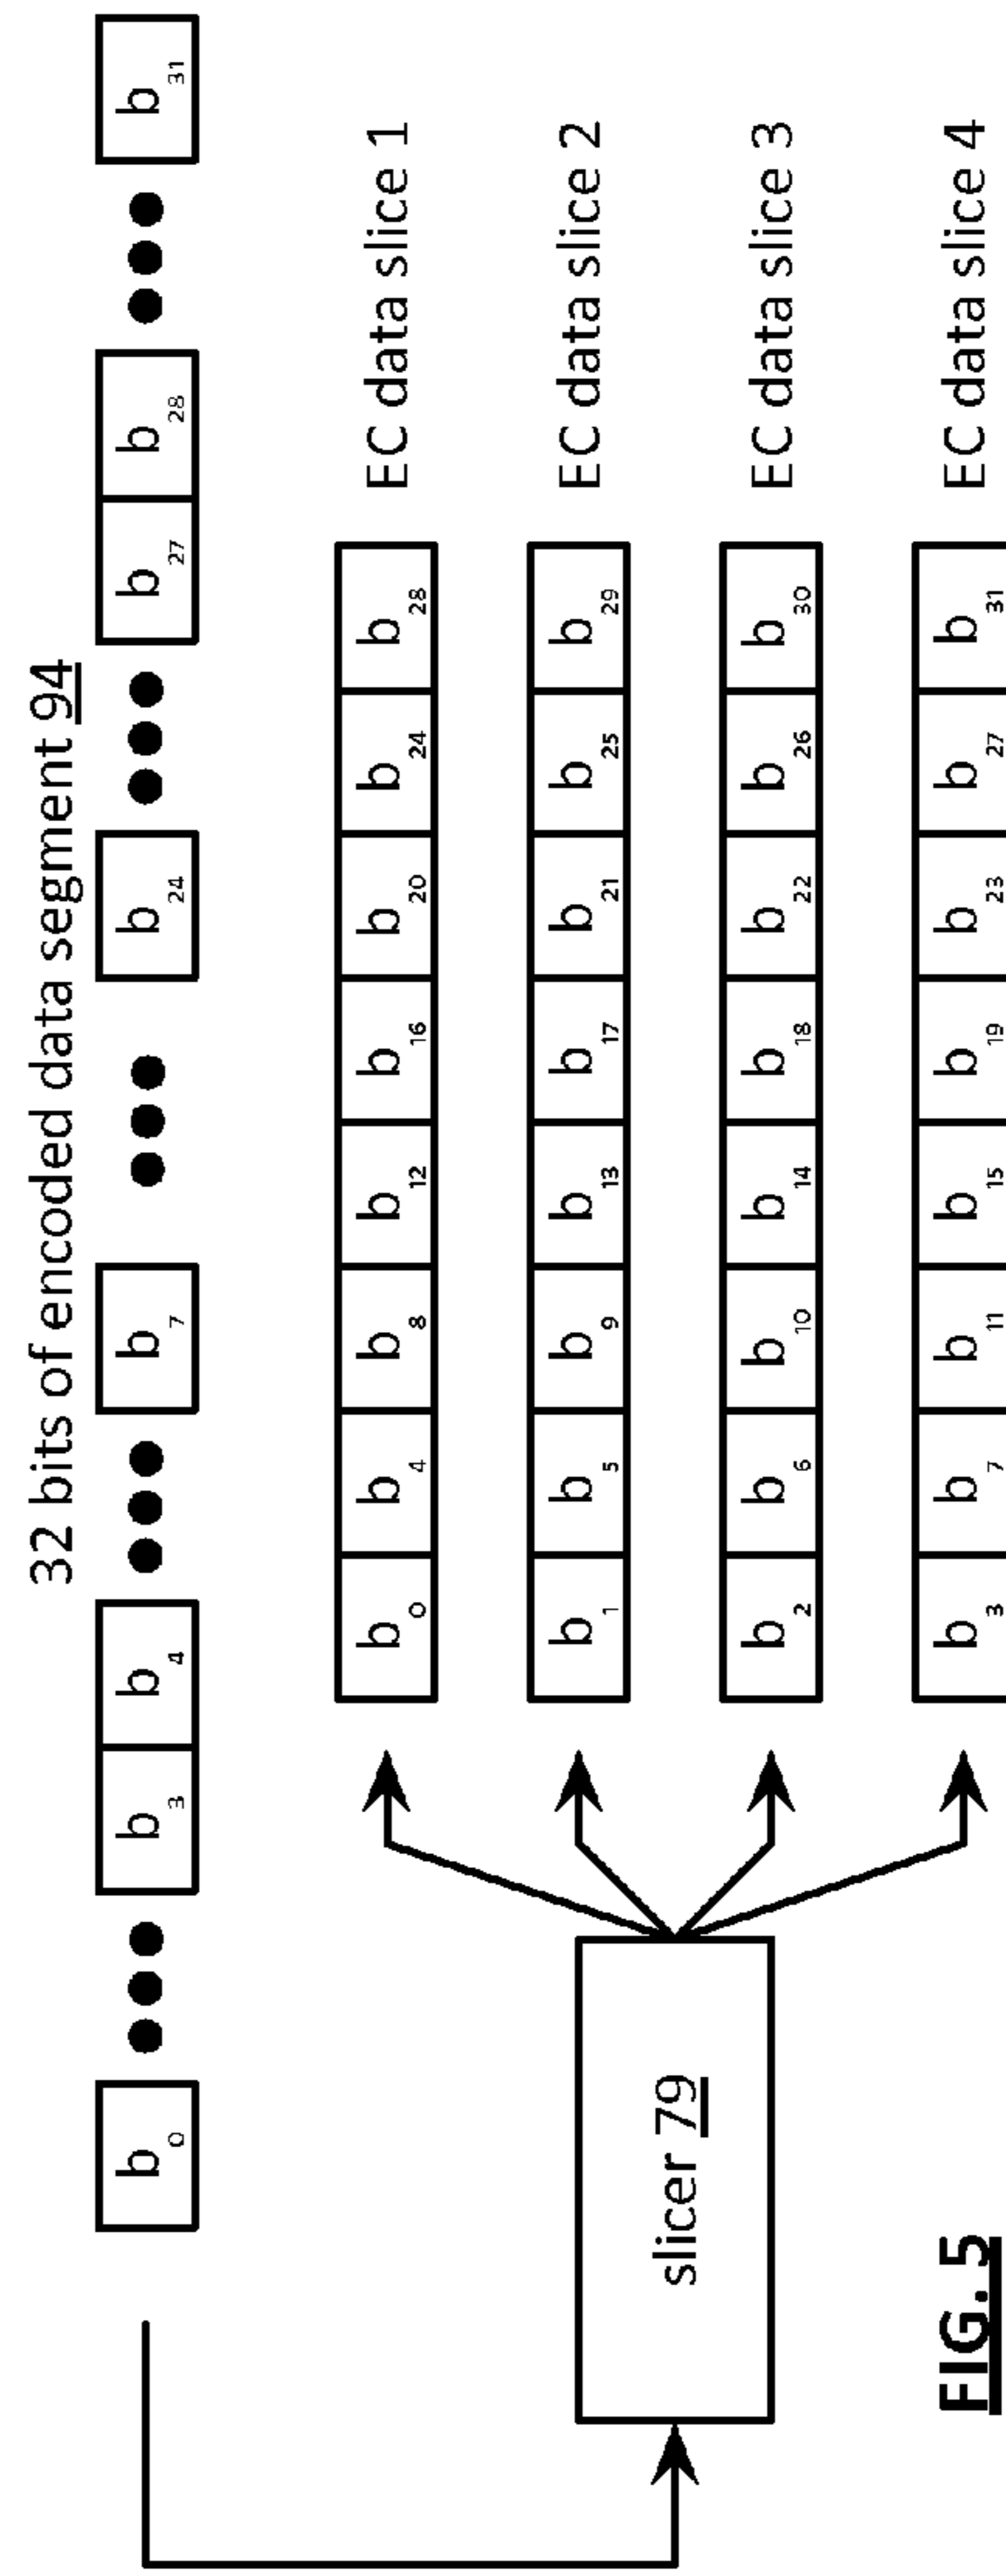 32 bits of encoded data segment 94
b0 ••• b3 b4 ••• b7 ••• b24 ••• b27 b28 ••• b31
slicer 79
b0 b4 b8 b12 b16 b20 b24 b28 EC data slice 1
b1 b5 b9 b13 b17 b21 b25 b29 EC data slice 2
b2 b6 b10 b14 b18 b22 b26 b30 EC data slice 3
b3 b7 b11 b15 b19 b23 b27 b31 EC data slice 4
FIG. 5